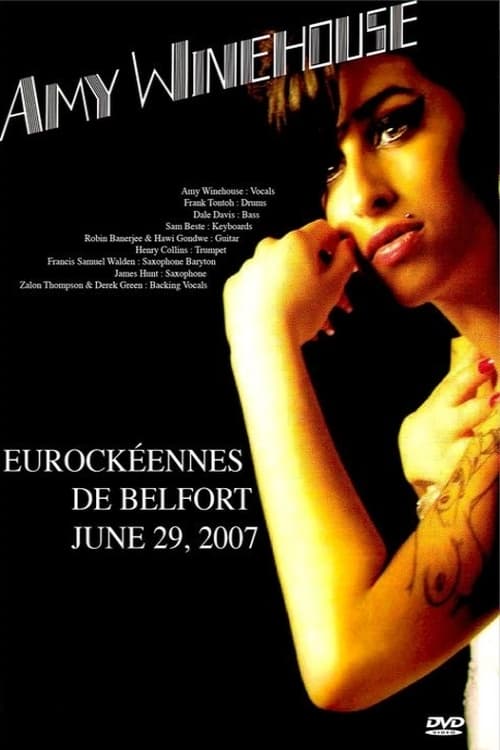 AMY WINEHOUSE
Amy Winehouse : Vocals
Frank Tontoh : Drums
Dale Davis : Bass
Sam Beste : Keyboards
Robin Banerjee & Hawi Gondwe : Guitar
Henry Collins : Trumpet
Francis Samuel Walden : Saxophone Baryton
James Hunt : Saxophone
Zalon Thompson & Derek Green : Backing Vocals
EUROCKÉENNES
DE BELFORT
JUNE 29, 2007
DVD
VIDEO